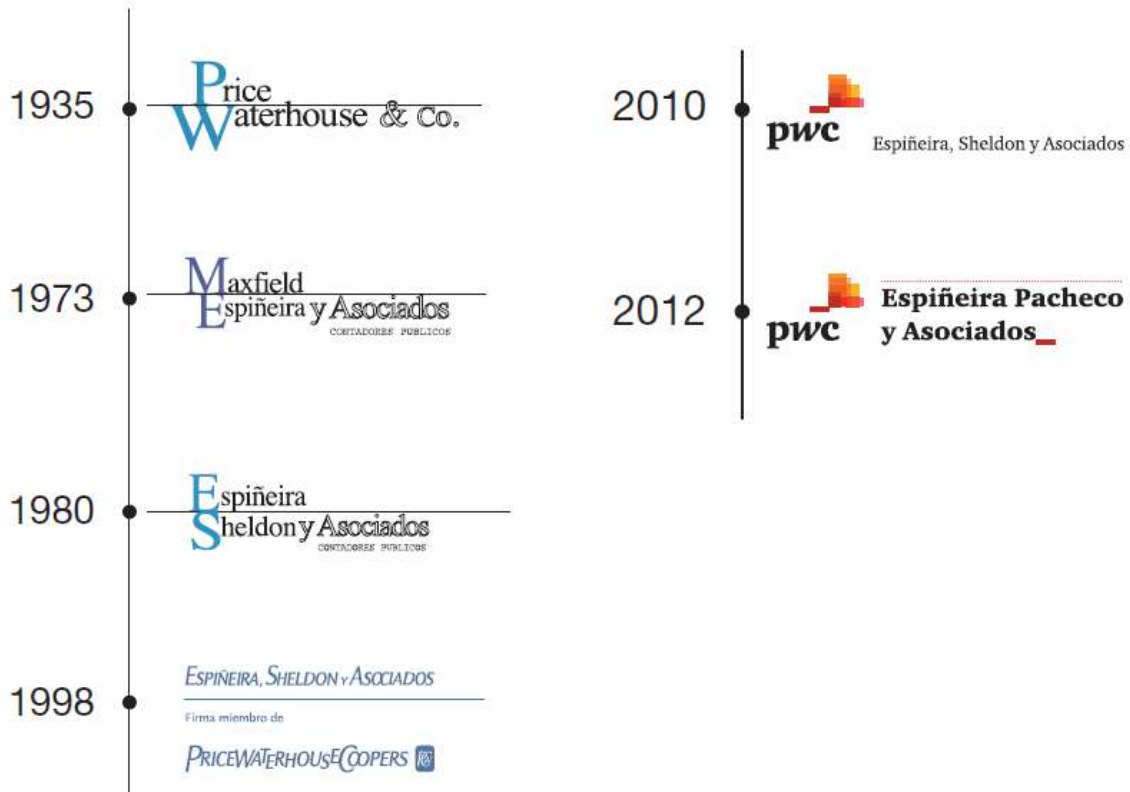 1935
Price
Waterhouse & Co.
1973
Maxfield
Espiñeira y Asociados
CONTADORES PUBLICOS
1980
Espiñeira
Sheldon y Asociados
CONTADORES PUBLICOS
1998
ESPIÑEIRA, SHELDON Y ASOCIADOS
Firma miembro de
PRICEWATERHOUSECOOPERS
2010
pwc
Espiñeira, Sheldon y Asociados
2012
pwc
Espiñeira Pacheco
y Asociados